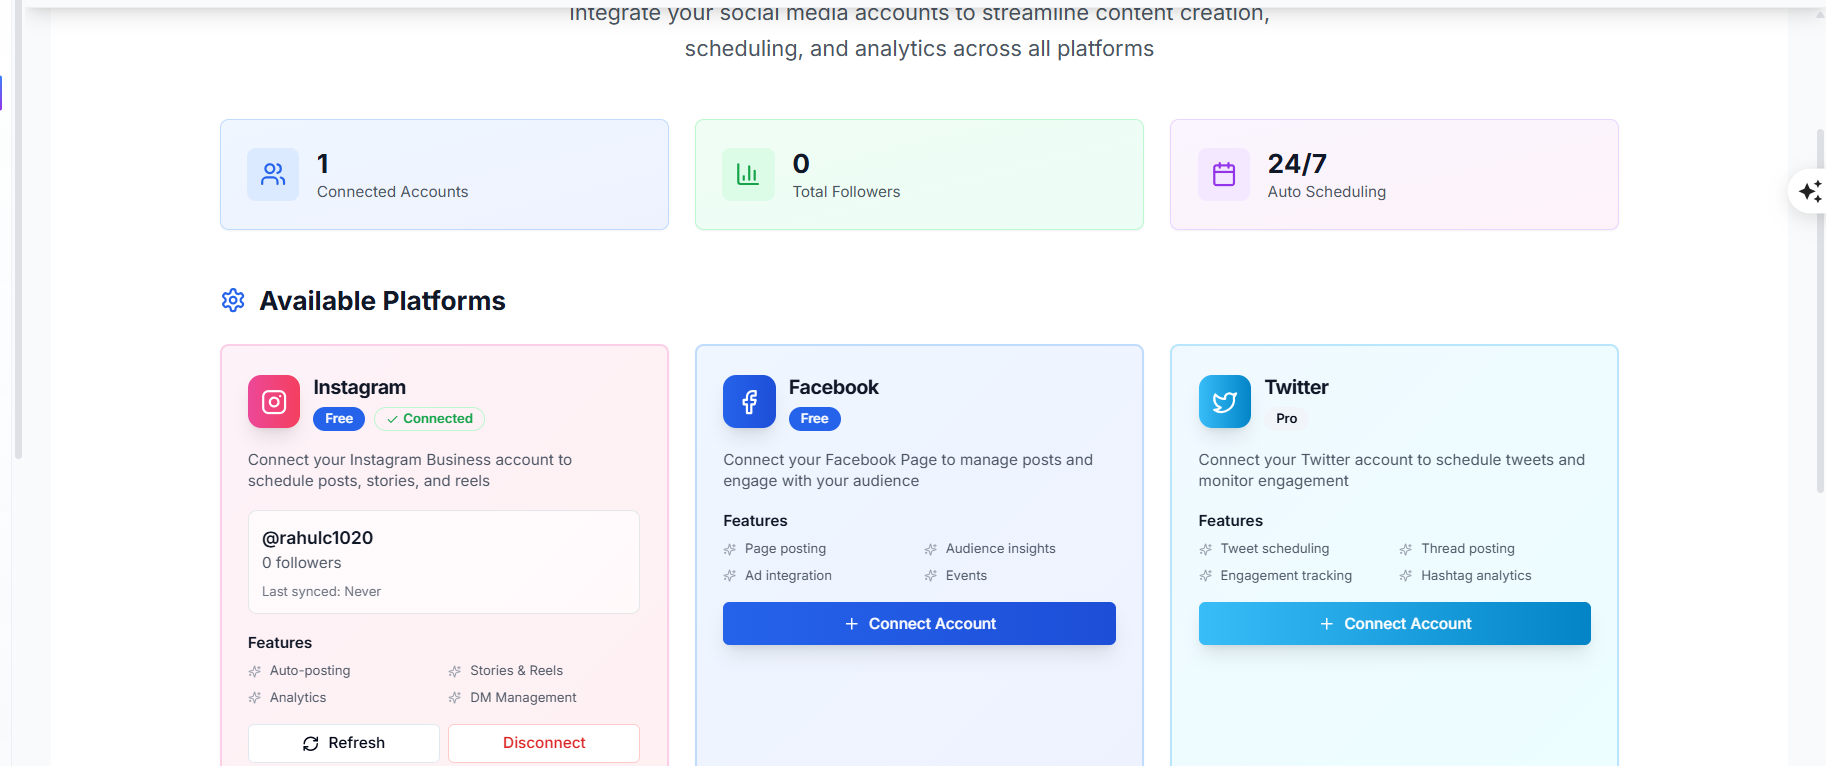 Integrate your social media accounts to streamline content creation,
scheduling, and analytics across all platforms
1
Connected Accounts
0
Total Followers
24/7
Auto Scheduling
Available Platforms
Instagram
Free
Connected
Connect your Instagram Business account to
schedule posts, stories, and reels
@rahulc1020
0 followers
Last synced: Never
Features
Auto-posting
Stories & Reels
Analytics
DM Management
Refresh
Disconnect
Facebook
Free
Connect your Facebook Page to manage posts and
engage with your audience
Features
Page posting
Audience insights
Ad integration
Events
+ Connect Account
Twitter
Pro
Connect your Twitter account to schedule tweets and
monitor engagement
Features
Tweet scheduling
Thread posting
Engagement tracking
Hashtag analytics
+ Connect Account